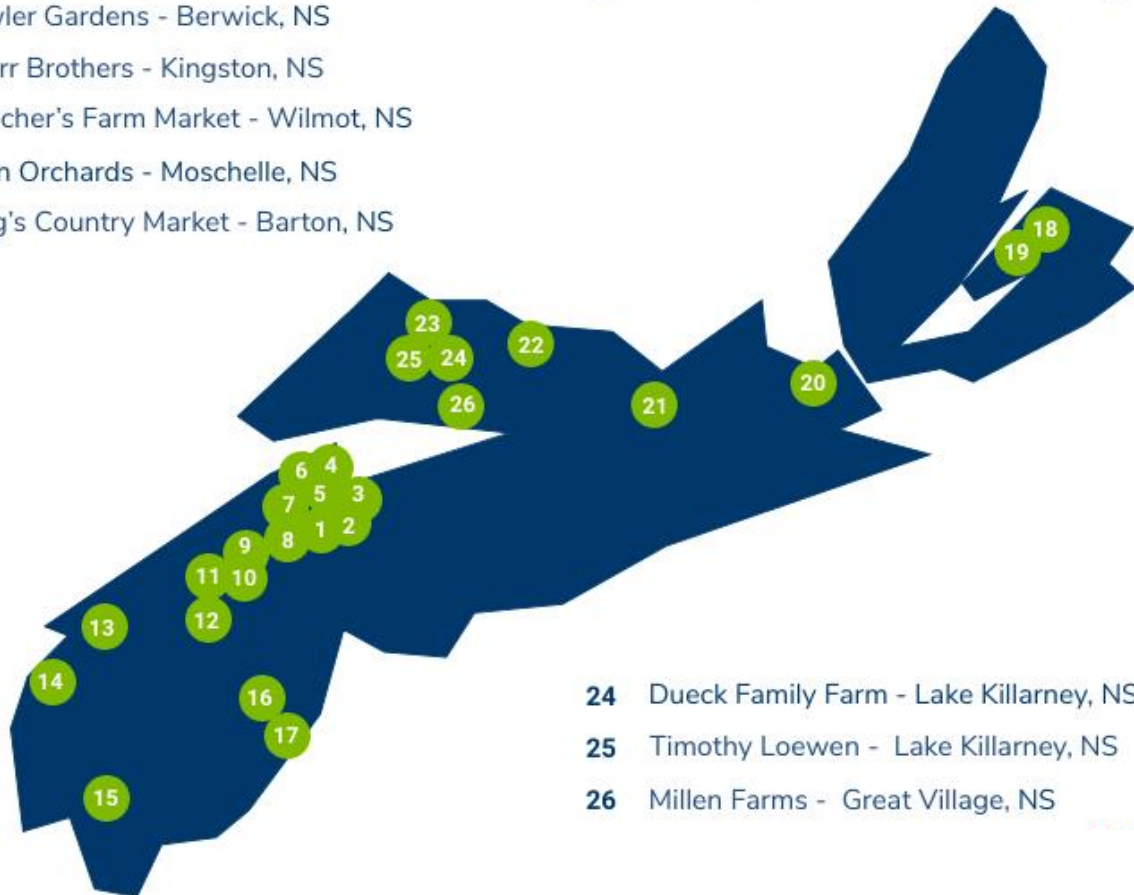 yler Gardens - Berwick, NS
rr Brothers - Kingston, NS
cher's Farm Market - Wilmot, NS
n Orchards - Moschelle, NS
g's Country Market - Barton, NS
18
19
23
22
25 24
20
26
21
6 4
7 5 3
8 1 2
9
11 10
12
13
14
16
17
15
24 Dueck Family Farm - Lake Killarney, NS
25 Timothy Loewen - Lake Killarney, NS
26 Millen Farms - Great Village, NS